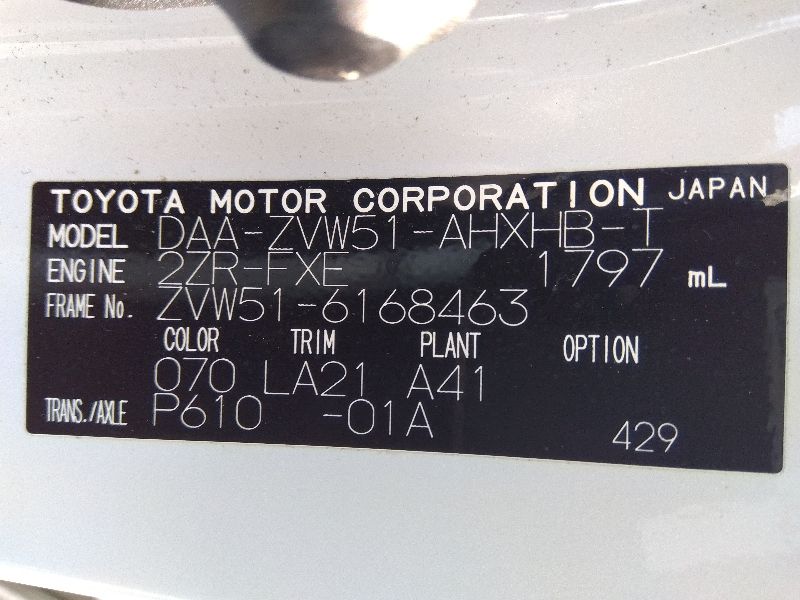 TOYOTA MOTOR CORPORATION JAPAN
MODEL DAA-ZVW51-AHXHB-T
ENGINE 2ZR-FXE 1797 mL
FRAME No. ZVW51-6168463
COLOR TRIM PLANT OPTION
070 LA21 A41
TRANS./AXLE P610 -01A
429